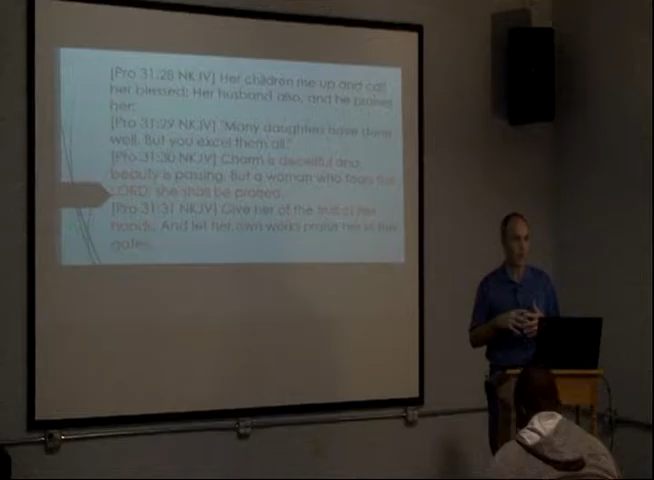 [Pro 31:28 NKJV] Her children rise up and call
her blessed; Her husband also, and he praises
her:
[Pro 31:29 NKJV] "Many daughters have done
well, But you excel them all."
[Pro 31:30 NKJV] Charm is deceitful and
beauty is passing, But a woman who fears the
LORD, she shall be praised.
[Pro 31:31 NKJV] Give her of the fruit of her
hands, And let her own works praise her in the
gates.